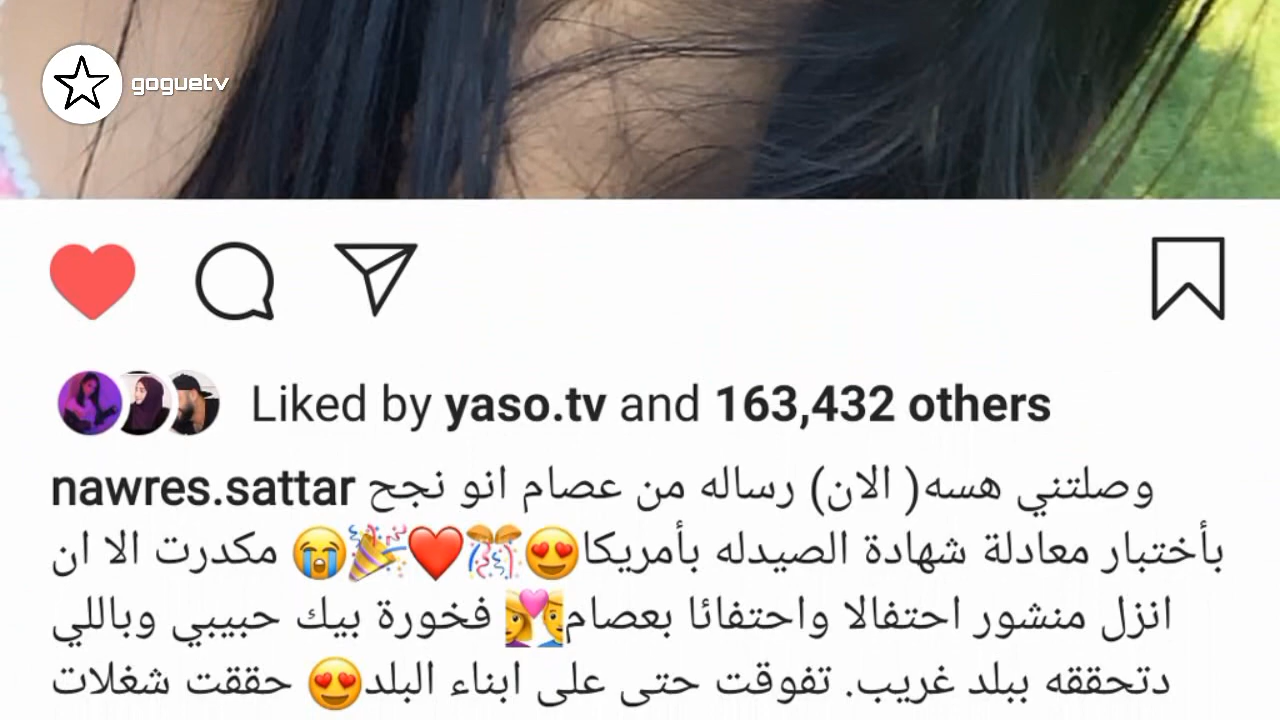 goguetv
Liked by yaso.tv and 163,432 others
nawres.sattar وصلتني هسه( الان) رساله من عصام انو نجح
بأختبار معادلة شهادة الصيدله بأمريكا😍🎊❤️🎉😭 مكدرت الا ان
انزل منشور احتفالا واحتفائا بعصام💑 فخورة بيك حبيبي وباللي
دتحققه ببلد غريب. تفوقت حتى على ابناء البلد😍 حققت شغلات